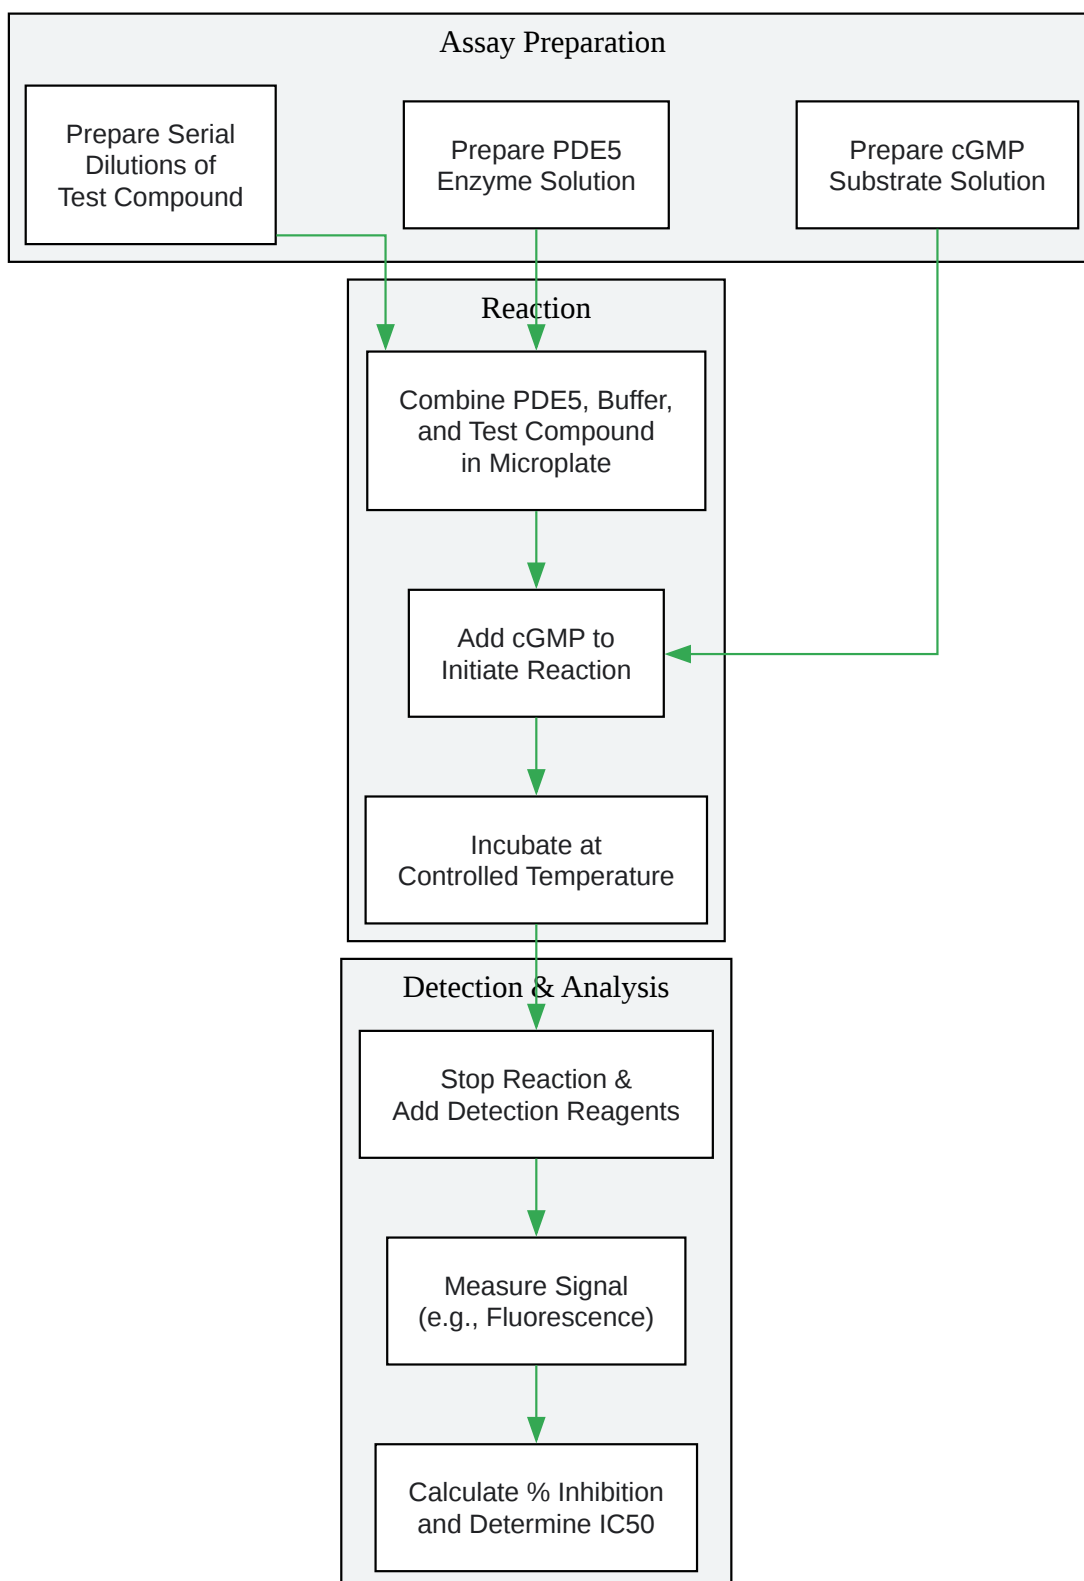 Assay Preparation
Prepare Serial
Dilutions of
Test Compound
Prepare PDE5
Enzyme Solution
Prepare cGMP
Substrate Solution
Reaction
Combine PDE5, Buffer,
and Test Compound
in Microplate
Add cGMP to
Initiate Reaction
Incubate at
Controlled Temperature
Detection & Analysis
Stop Reaction &
Add Detection Reagents
Measure Signal
(e.g., Fluorescence)
Calculate % Inhibition
and Determine IC50